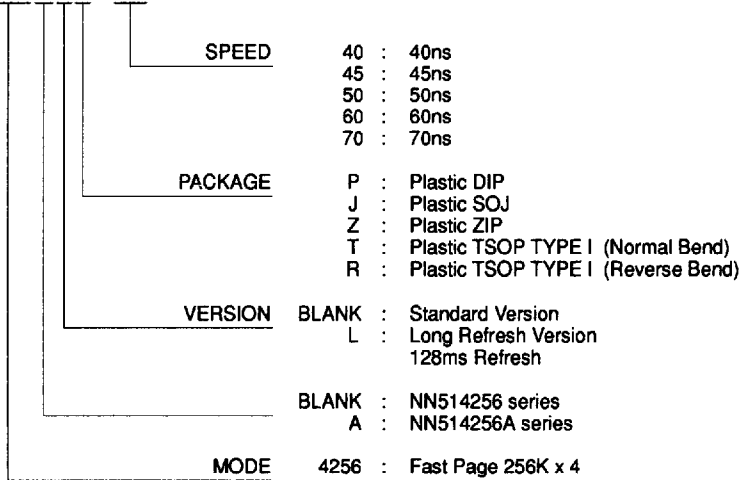 SPEED 40 : 40ns
45 : 45ns
50 : 50ns
60 : 60ns
70 : 70ns
PACKAGE P : Plastic DIP
J : Plastic SOJ
Z : Plastic ZIP
T : Plastic TSOP TYPE I (Normal Bend)
R : Plastic TSOP TYPE I (Reverse Bend)
VERSION BLANK : Standard Version
L : Long Refresh Version
128ms Refresh
BLANK : NN514256 series
A : NN514256A series
MODE 4256 : Fast Page 256K x 4